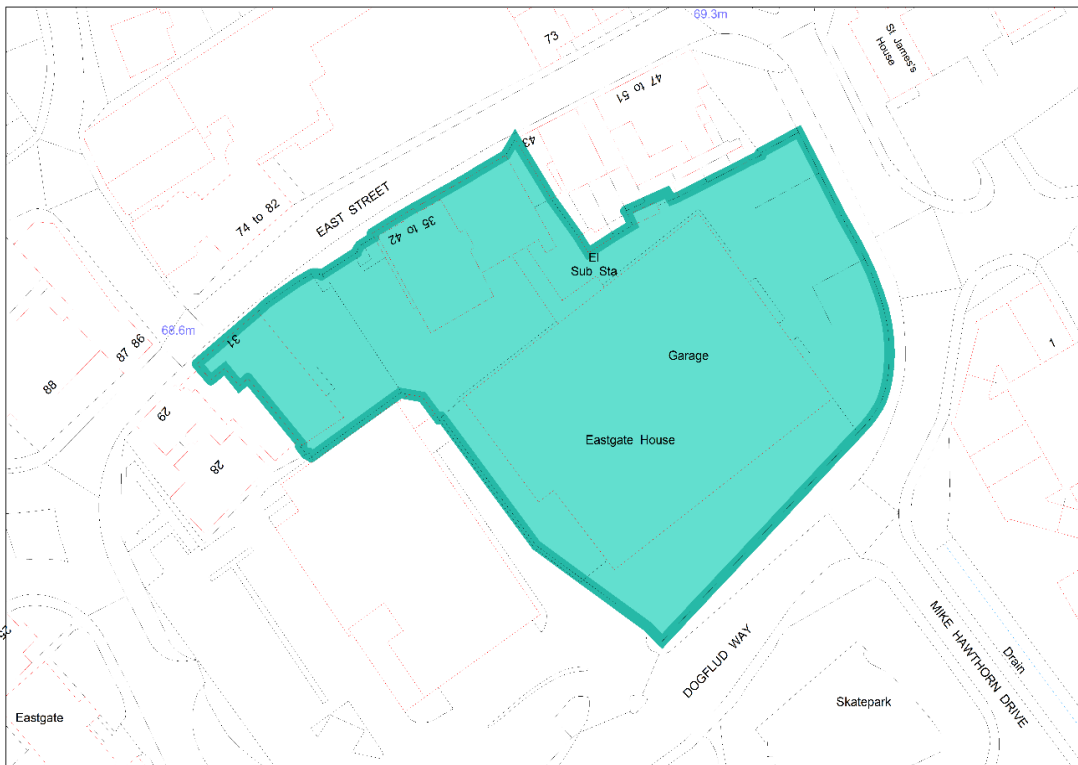 69.3m
73
St James's
House
47 to 51
43
74 to 82
EAST STREET
35 to 42
El
Sub Sta
68.6m
31
87 86
88
29
28
Garage
1
Eastgate House
DOGFLUD WAY
MIKE HAWTHORN DRIVE
Drain
Skatepark
Eastgate